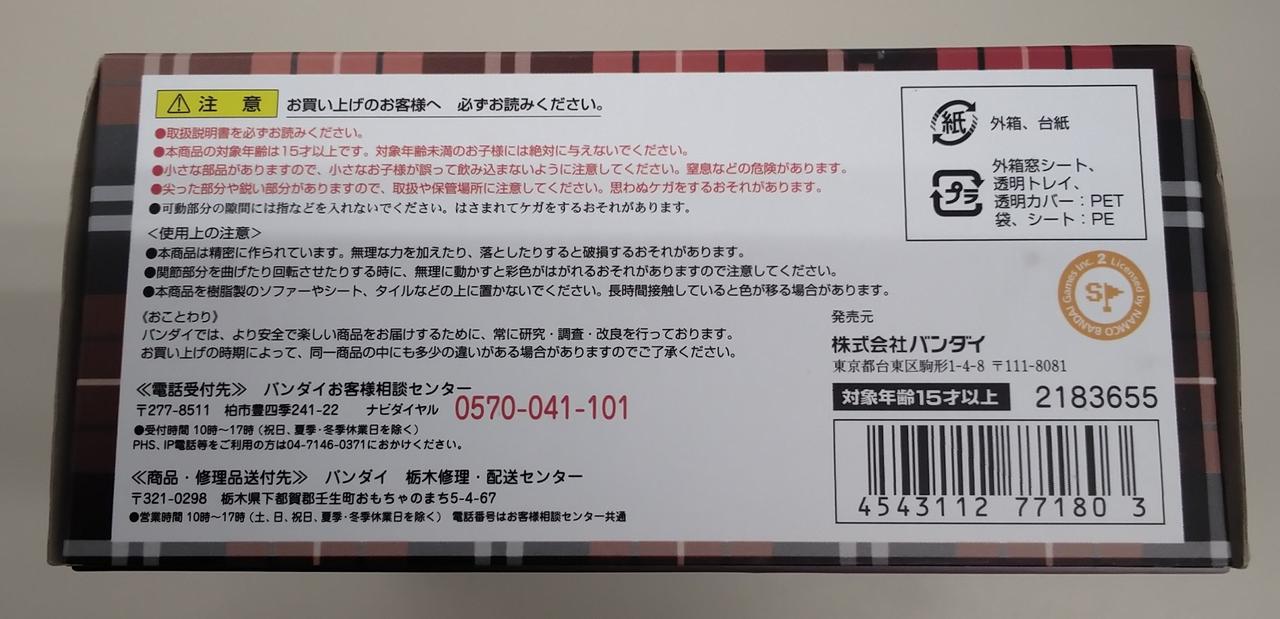 注 意 お買い上げのお客様へ 必ずお読みください。
●取扱説明書を必ずお読みください。
●本商品の対象年齢は15才以上です。対象年齢未満のお子様には絶対に与えないでください。
●小さな部品がありますので、小さなお子様が誤って飲み込まないように注意してください。窒息などの危険があります。
●尖った部分や鋭い部分がありますので、取扱や保管場所に注意してください。思わぬケガをするおそれがあります。
●可動部分の隙間には指などを入れないでください。はさまれてケガをするおそれがあります。
＜使用上の注意＞
●本商品は精密に作られています。無理な力を加えたり、落としたりすると破損するおそれがあります。
●関節部分を曲げたり回転させたりする時に、無理に動かすと彩色がはがれるおそれがありますので注意してください。
●本商品を樹脂製のソファーやシート、タイルなどの上に置かないでください。長時間接触していると色が移る場合があります。
《おことわり》
バンダイでは、より安全で楽しい商品をお届けするために、常に研究・調査・改良を行っております。
お買い上げの時期によって、同一商品の中にも多少の違いがある場合がありますのでご了承ください。
≪電話受付先≫ バンダイお客様相談センター
〒277-8511 柏市豊四季241-22 ナビダイヤル 0570-041-101
●受付時間 10時〜17時（祝日、夏季・冬季休業日を除く）
PHS、IP電話等をご利用の方は04-7146-0371におかけください。
≪商品・修理品送付先≫ バンダイ 栃木修理・配送センター
〒321-0298 栃木県下都賀郡壬生町おもちゃのまち5-4-67
●営業時間 10時〜17時（土、日、祝日、夏季・冬季休業日を除く） 電話番号はお客様相談センター共通
紙 外箱、台紙
プラ 外箱窓シート、
透明トレイ、
透明カバー：PET
袋、シート：PE
2 Licensed by NAMCO BANDAI Games Inc.
SP
発売元
株式会社バンダイ
東京都台東区駒形1-4-8 〒111-8081
対象年齢15才以上 2183655
4543112 77180 3